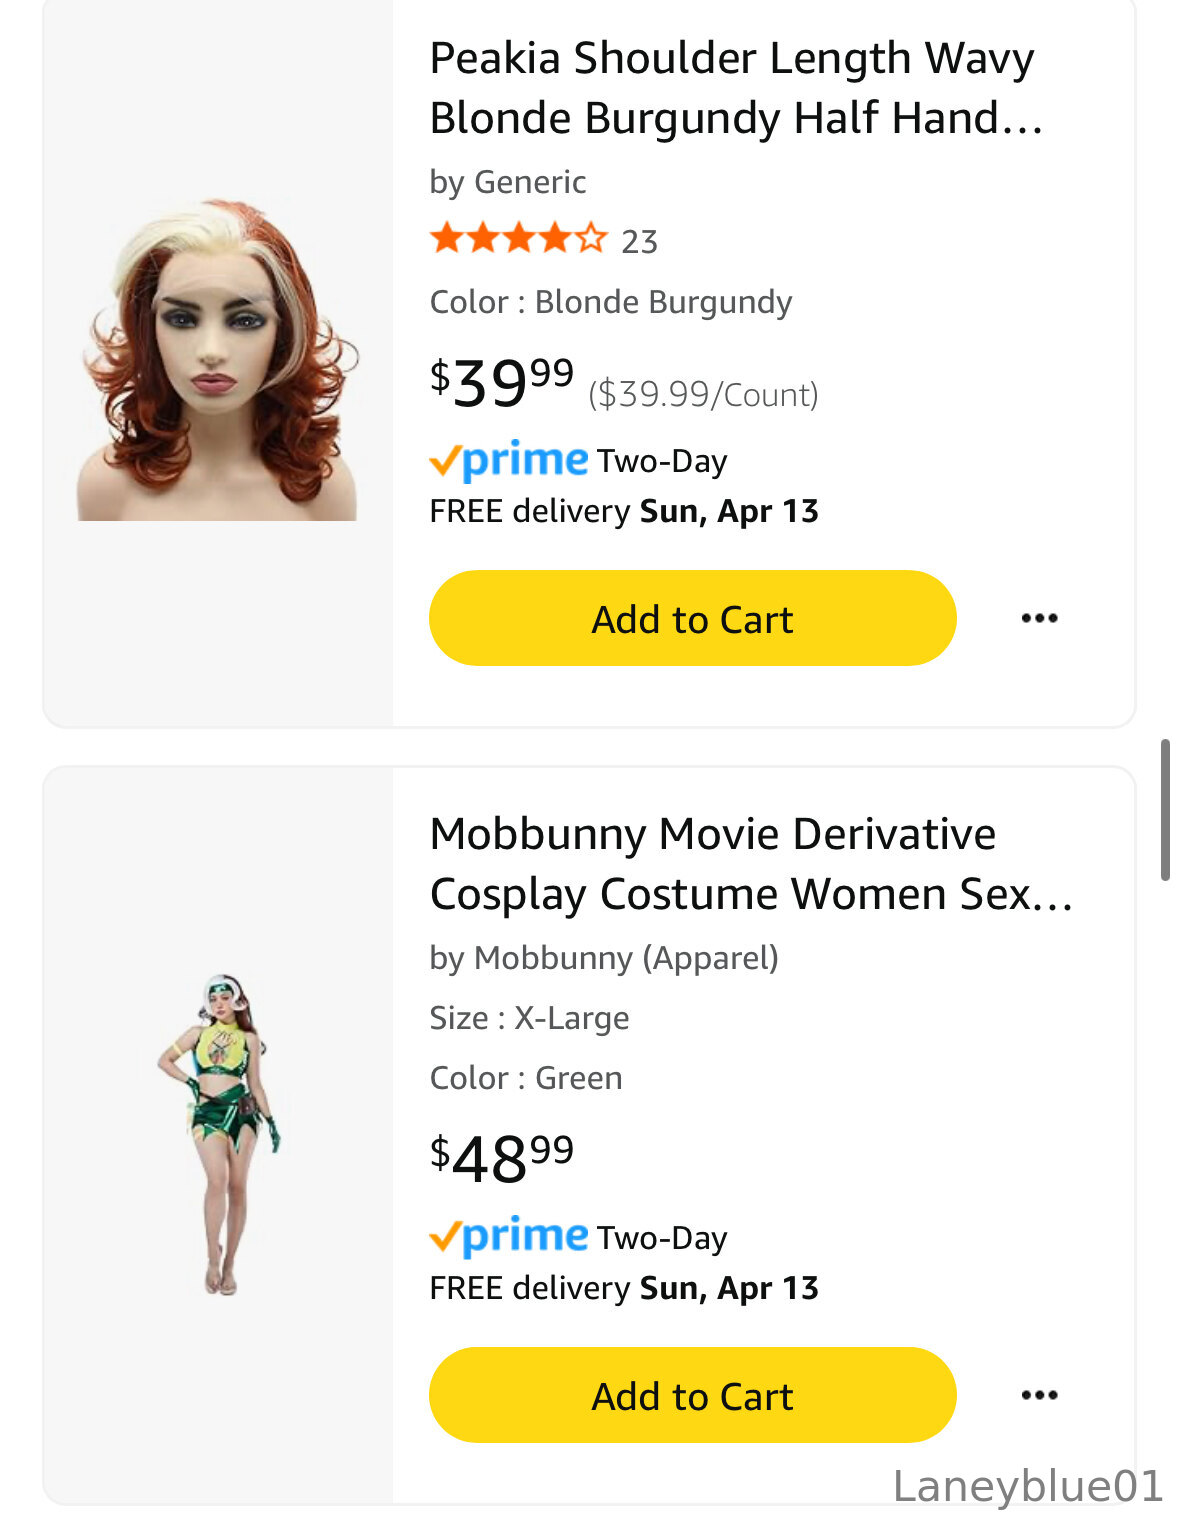 Peakia Shoulder Length Wavy
Blonde Burgundy Half Hand...
by Generic
23
Color : Blonde Burgundy
$39.99 ($39.99/Count)
prime Two-Day
FREE delivery Sun, Apr 13
Add to Cart
Mobbunny Movie Derivative
Cosplay Costume Women Sex...
by Mobbunny (Apparel)
Size : X-Large
Color : Green
$48.99
prime Two-Day
FREE delivery Sun, Apr 13
Add to Cart
Laneyblue01